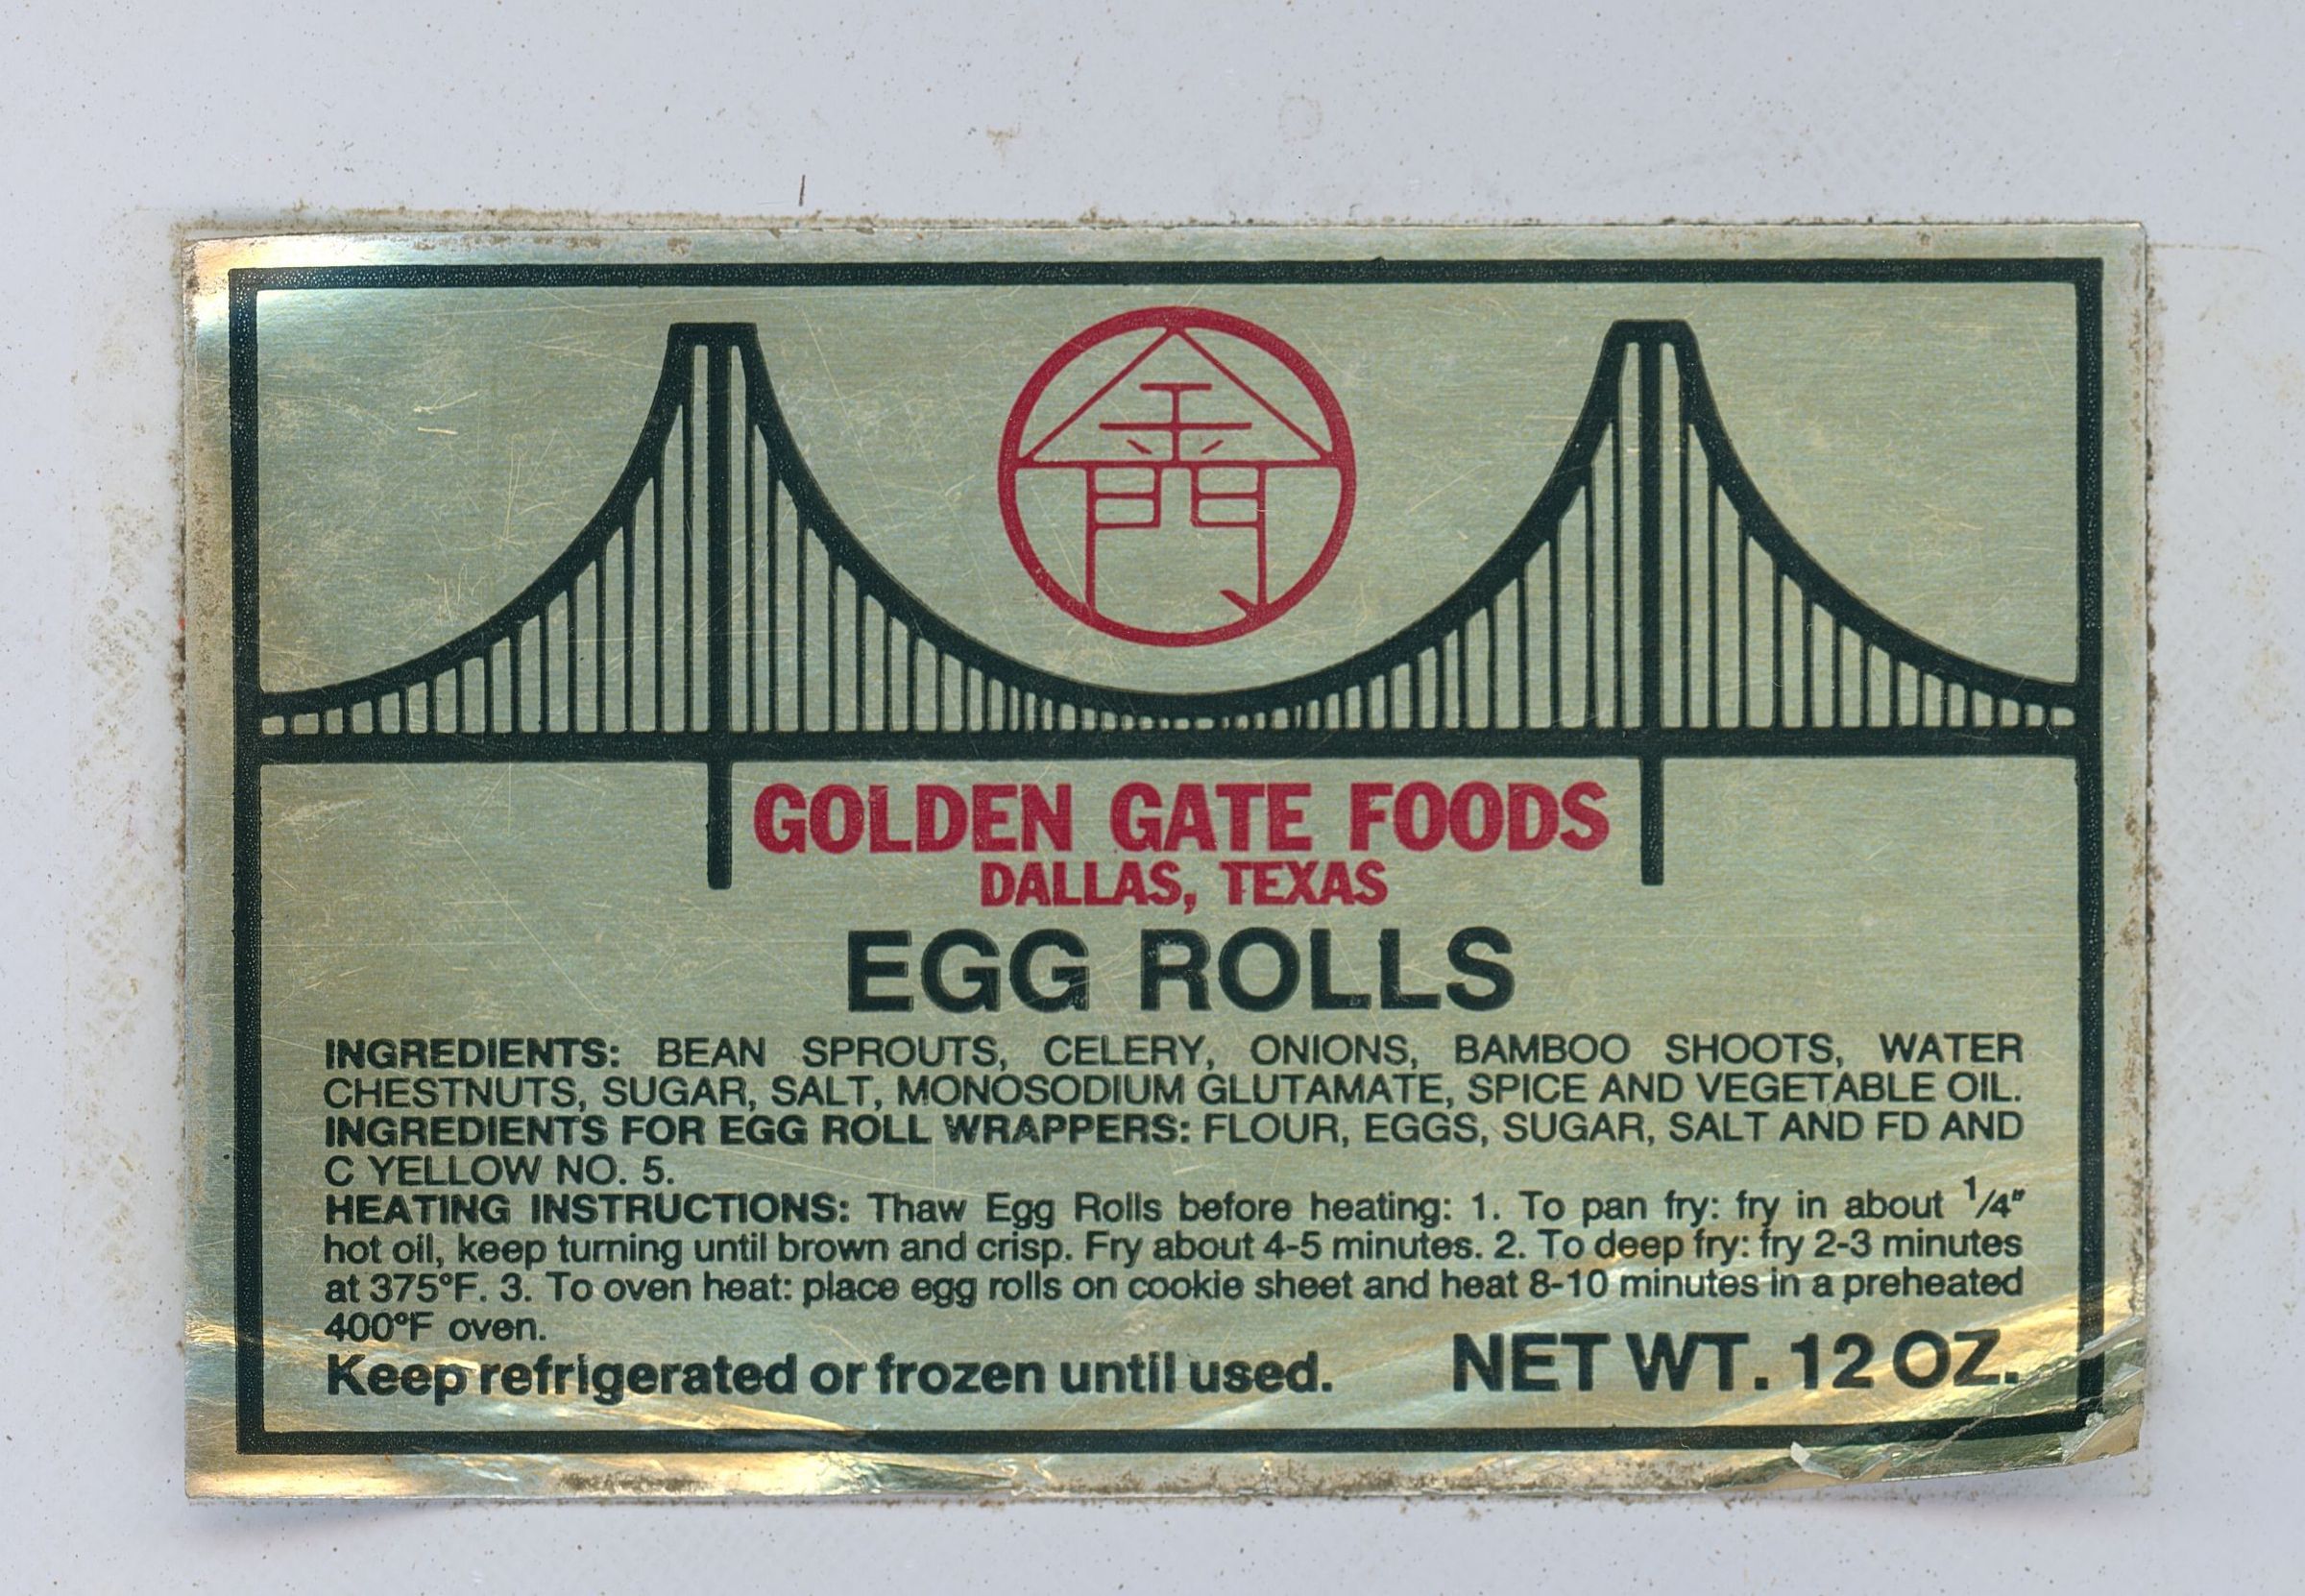 金門
GOLDEN GATE FOODS
DALLAS, TEXAS
EGG ROLLS
INGREDIENTS: BEAN SPROUTS, CELERY, ONIONS, BAMBOO SHOOTS, WATER
CHESTNUTS, SUGAR, SALT, MONOSODIUM GLUTAMATE, SPICE AND VEGETABLE OIL.
INGREDIENTS FOR EGG ROLL WRAPPERS: FLOUR, EGGS, SUGAR, SALT AND FD AND
C YELLOW NO. 5.
HEATING INSTRUCTIONS: Thaw Egg Rolls before heating: 1. To pan fry: fry in about 1/4"
hot oil, keep turning until brown and crisp. Fry about 4-5 minutes. 2. To deep fry: fry 2-3 minutes
at 375°F. 3. To oven heat: place egg rolls on cookie sheet and heat 8-10 minutes in a preheated
400°F oven.
Keep refrigerated or frozen until used. NET WT. 12 OZ.